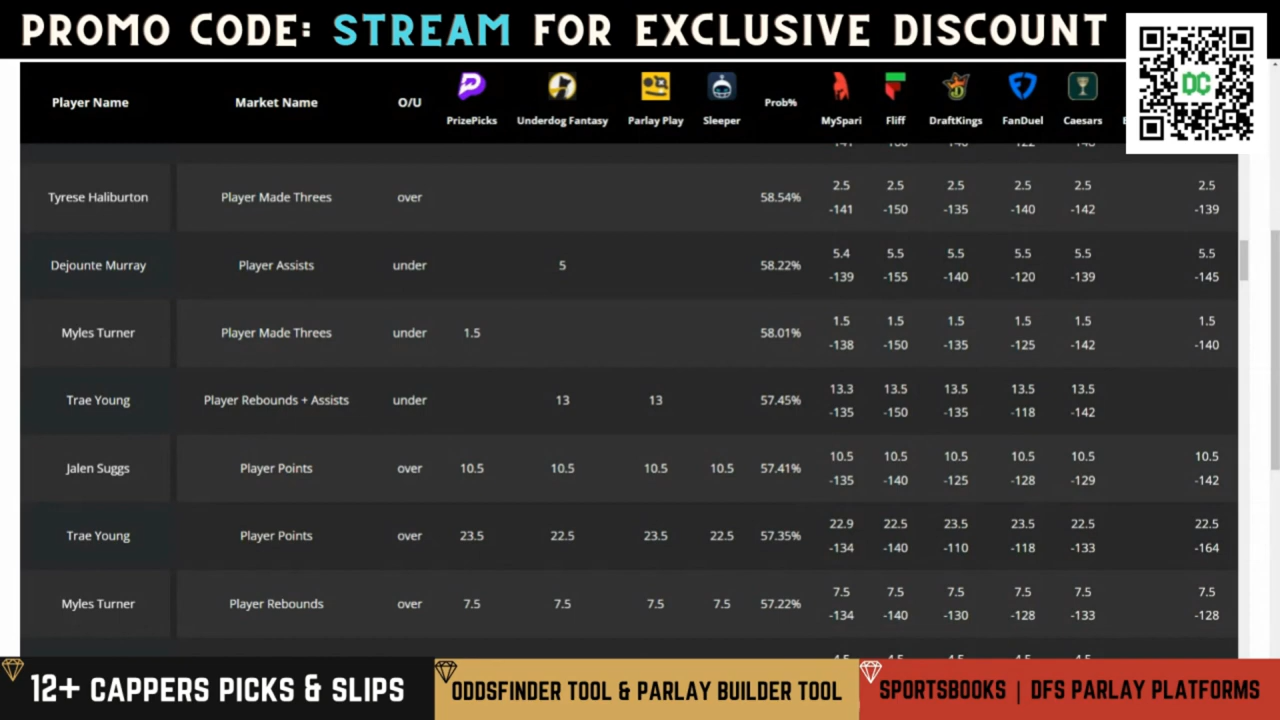 PROMO CODE: STREAM FOR EXCLUSIVE DISCOUNT
DC
Player Name Market Name O/U PrizePicks Underdog Fantasy Parlay Play Sleeper Prob% MySpari Fliff DraftKings FanDuel Caesars
Tyrese Haliburton Player Made Threes over 58.54% 2.5 2.5 2.5 2.5 2.5 2.5
-141 -150 -135 -140 -142 -139
Dejounte Murray Player Assists under 5 58.22% 5.4 5.5 5.5 5.5 5.5 5.5
-139 -155 -140 -120 -139 -145
Myles Turner Player Made Threes under 1.5 58.01% 1.5 1.5 1.5 1.5 1.5 1.5
-138 -150 -135 -125 -142 -140
Trae Young Player Rebounds + Assists under 13 13 57.45% 13.3 13.5 13.5 13.5 13.5
-135 -150 -135 -118 -142
Jalen Suggs Player Points over 10.5 10.5 10.5 10.5 57.41% 10.5 10.5 10.5 10.5 10.5 10.5
-135 -140 -125 -128 -129 -142
Trae Young Player Points over 23.5 22.5 23.5 22.5 57.35% 22.9 22.5 23.5 23.5 22.5 22.5
-134 -140 -110 -118 -133 -164
Myles Turner Player Rebounds over 7.5 7.5 7.5 7.5 57.22% 7.5 7.5 7.5 7.5 7.5 7.5
-134 -140 -130 -128 -133 -128
12+ CAPPERS PICKS & SLIPS
ODDSFINDER TOOL & PARLAY BUILDER TOOL
SPORTSBOOKS | DFS PARLAY PLATFORMS